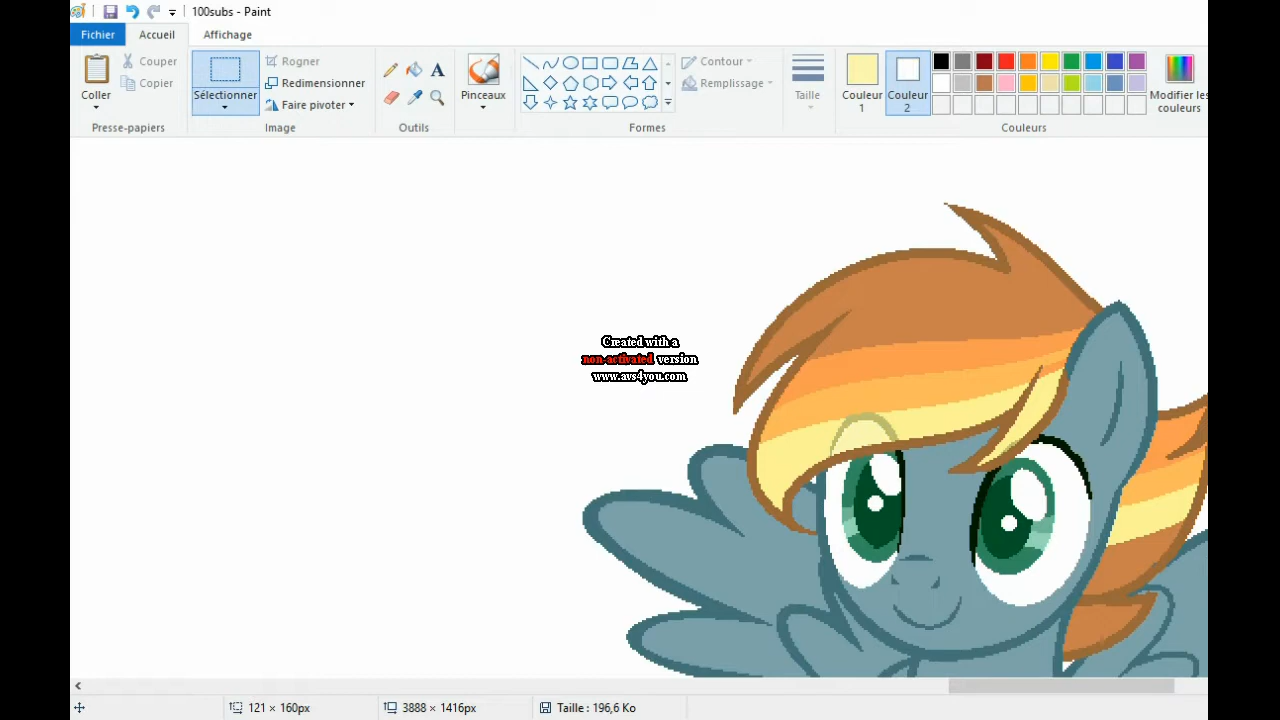 100subs - Paint
Fichier
Accueil
Affichage
Coller
Couper
Copier
Presse-papiers
Sélectionner
Rogner
Redimensionner
Faire pivoter
Image
A
Outils
Pinceaux
Contour
Remplissage
Formes
Taille
Couleur
1
Couleur
2
Modifier les
couleurs
Couleurs
Created with a
non-activated version
www.avs4you.com
121 × 160px
3888 × 1416px
Taille : 196,6 Ko